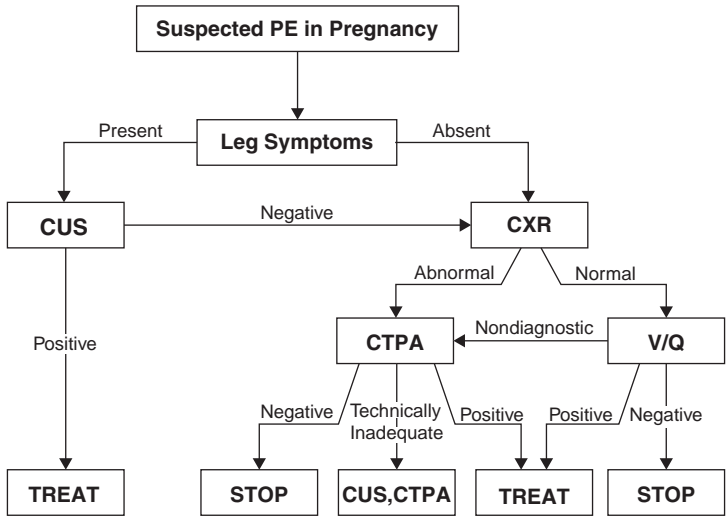 Suspected PE in Pregnancy
Present
Leg Symptoms
Absent
CUS
Negative
CXR
Abnormal
Normal
Positive
CTPA
Nondiagnostic
V/Q
Negative
Technically
Inadequate
Positive
Positive
Negative
TREAT
STOP
CUS,CTPA
TREAT
STOP